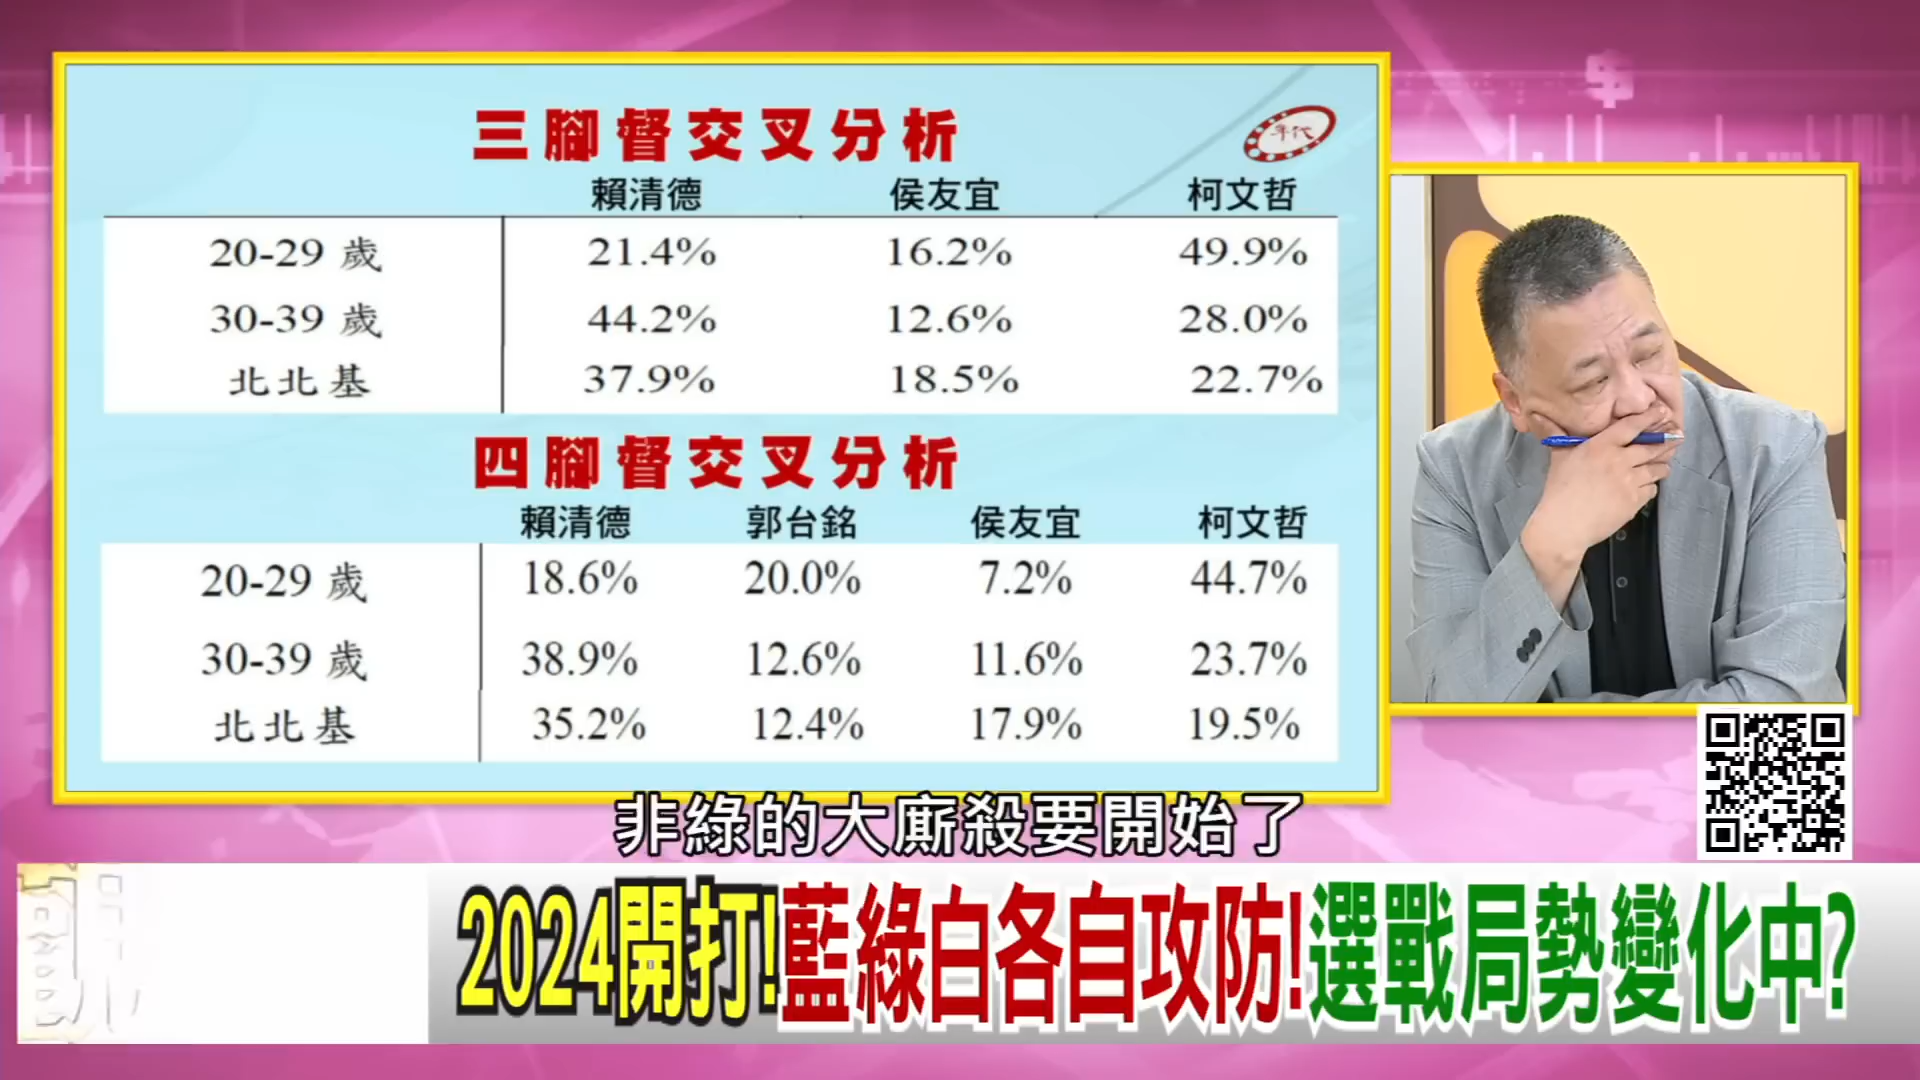 三腳督交叉分析
年代
賴清德 侯友宜 柯文哲
20-29 歲 21.4% 16.2% 49.9%
30-39 歲 44.2% 12.6% 28.0%
北北基 37.9% 18.5% 22.7%
四腳督交叉分析
賴清德 郭台銘 侯友宜 柯文哲
20-29 歲 18.6% 20.0% 7.2% 44.7%
30-39 歲 38.9% 12.6% 11.6% 23.7%
北北基 35.2% 12.4% 17.9% 19.5%
非綠的大廝殺要開始了
2024開打!藍綠白各自攻防!選戰局勢變化中?